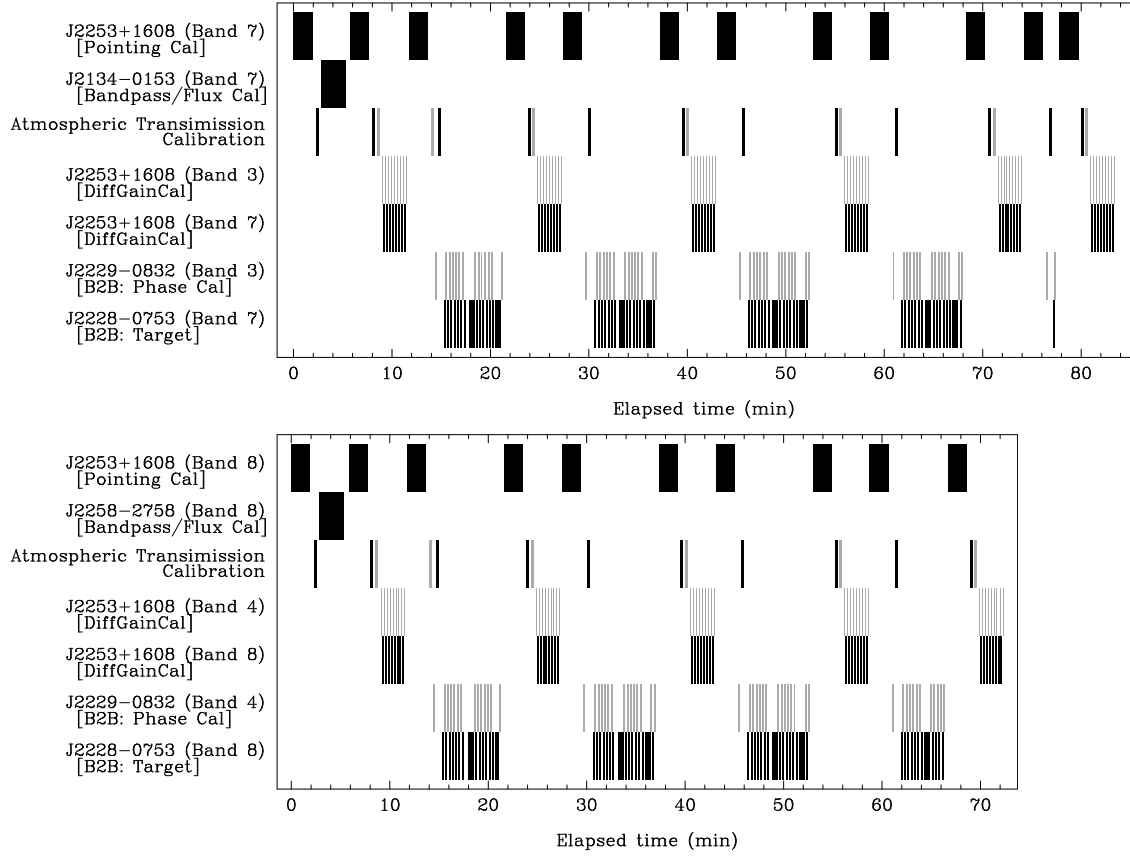 J2253+1608 (Band 7)
[Pointing Cal]
J2134−0153 (Band 7)
[Bandpass/Flux Cal]
Atmospheric Transimission
Calibration
J2253+1608 (Band 3)
[DiffGainCal]
J2253+1608 (Band 7)
[DiffGainCal]
J2229−0832 (Band 3)
[B2B: Phase Cal]
J2228−0753 (Band 7)
[B2B: Target]
0 10 20 30 40 50 60 70 80
Elapsed time (min)
J2253+1608 (Band 8)
[Pointing Cal]
J2258−2758 (Band 8)
[Bandpass/Flux Cal]
Atmospheric Transimission
Calibration
J2253+1608 (Band 4)
[DiffGainCal]
J2253+1608 (Band 8)
[DiffGainCal]
J2229−0832 (Band 4)
[B2B: Phase Cal]
J2228−0753 (Band 8)
[B2B: Target]
0 10 20 30 40 50 60 70
Elapsed time (min)